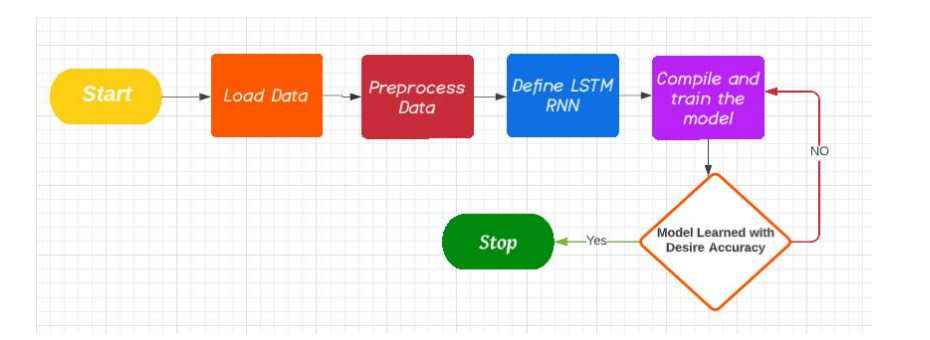 Start
Load Data
Preprocess
Data
Define LSTM
RNN
Compile and
train the
model
NO
Model Learned with
Desire Accuracy
Yes
Stop